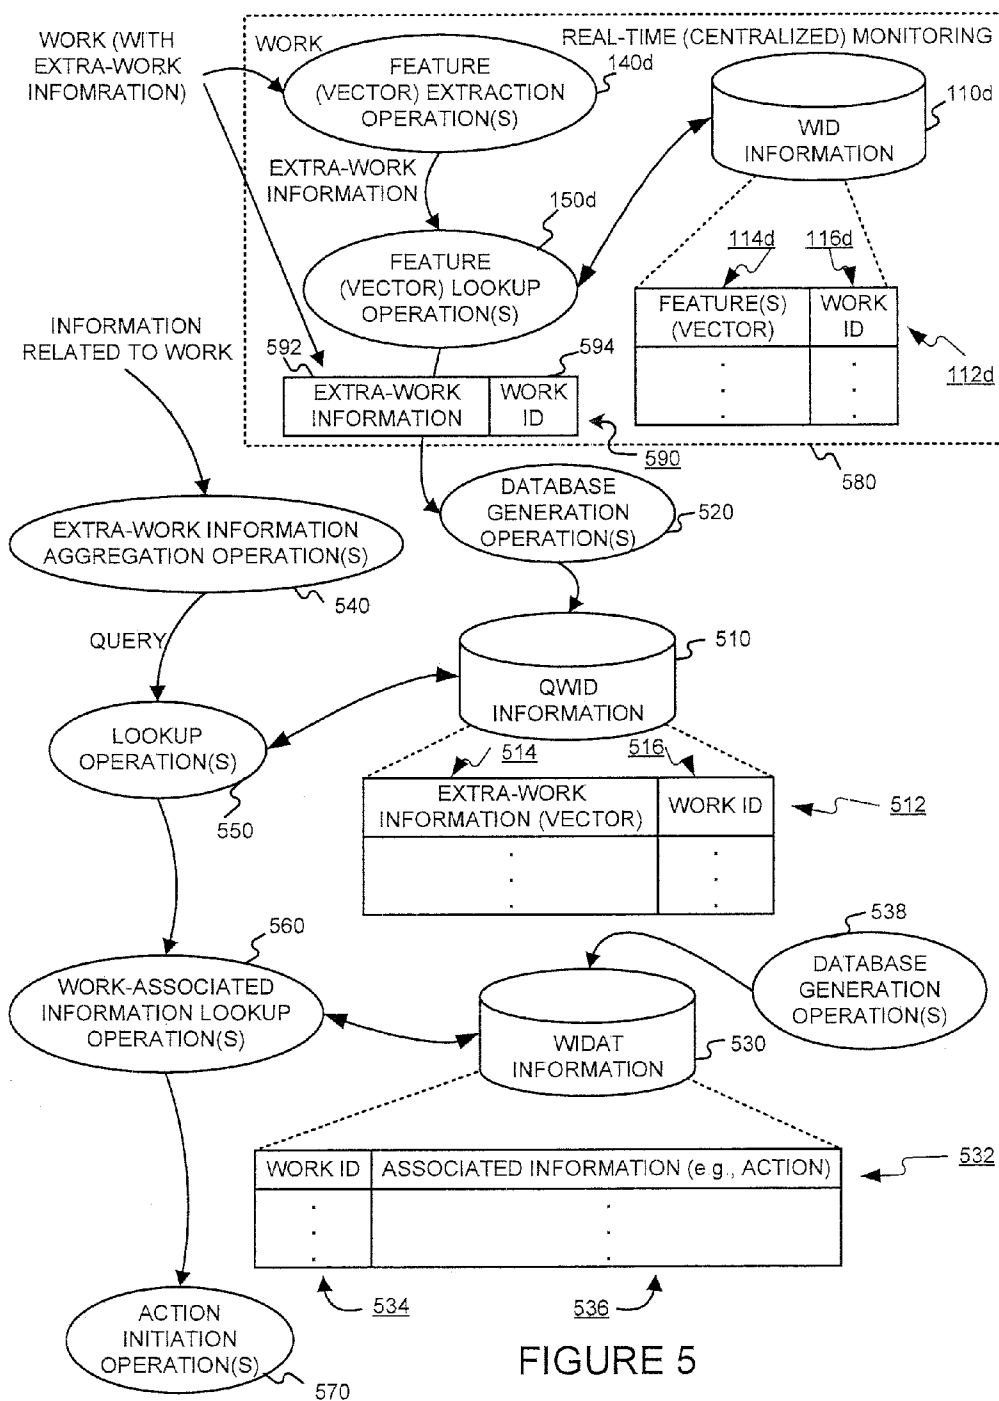 WORK (WITH
EXTRA-WORK
INFOMRATION)
WORK
REAL-TIME (CENTRALIZED) MONITORING
FEATURE
(VECTOR) EXTRACTION
OPERATION(S)
140d
WID
INFORMATION
110d
EXTRA-WORK
INFORMATION
150d
FEATURE
(VECTOR) LOOKUP
OPERATION(S)
114d
116d
FEATURE(S)
(VECTOR)
WORK
ID
112d
INFORMATION
RELATED TO WORK
592
594
EXTRA-WORK
INFORMATION
WORK
ID
590
580
DATABASE
GENERATION
OPERATION(S)
520
EXTRA-WORK INFORMATION
AGGREGATION OPERATION(S)
540
QUERY
510
QWID
INFORMATION
LOOKUP
OPERATION(S)
550
514
516
EXTRA-WORK
INFORMATION (VECTOR)
WORK ID
512
560
WORK-ASSOCIATED
INFORMATION LOOKUP
OPERATION(S)
538
DATABASE
GENERATION
OPERATION(S)
WIDAT
INFORMATION
530
WORK ID
ASSOCIATED INFORMATION (e g., ACTION)
532
534
536
ACTION
INITIATION
OPERATION(S)
570
FIGURE 5